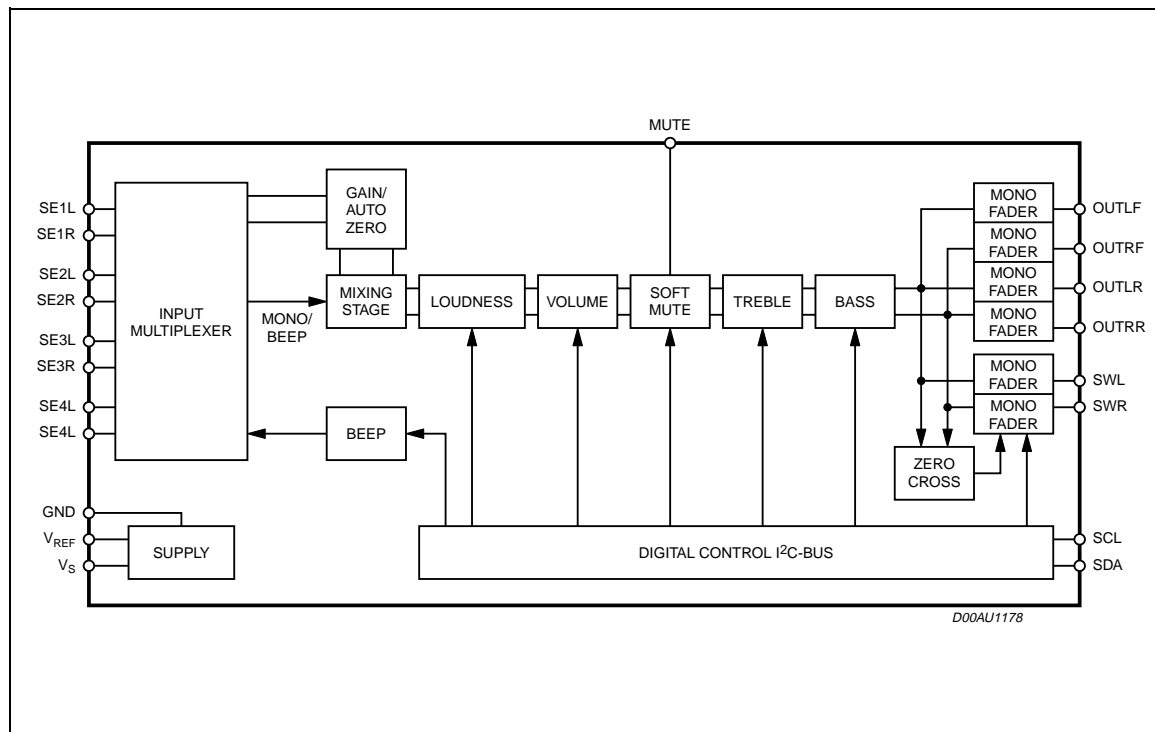 MUTE
SE1L
SE1R
SE2L
SE2R
SE3L
SE3R
SE4L
SE4L
GND
VREF
VS
INPUT
MULTIPLEXER
GAIN/
AUTO
ZERO
MONO/
BEEP
MIXING
STAGE
LOUDNESS
VOLUME
SOFT
MUTE
TREBLE
BASS
MONO
FADER
MONO
FADER
MONO
FADER
MONO
FADER
MONO
FADER
MONO
FADER
ZERO
CROSS
OUTLF
OUTRF
OUTLR
OUTRR
SWL
SWR
BEEP
SUPPLY
DIGITAL CONTROL I²C-BUS
SCL
SDA
D00AU1178